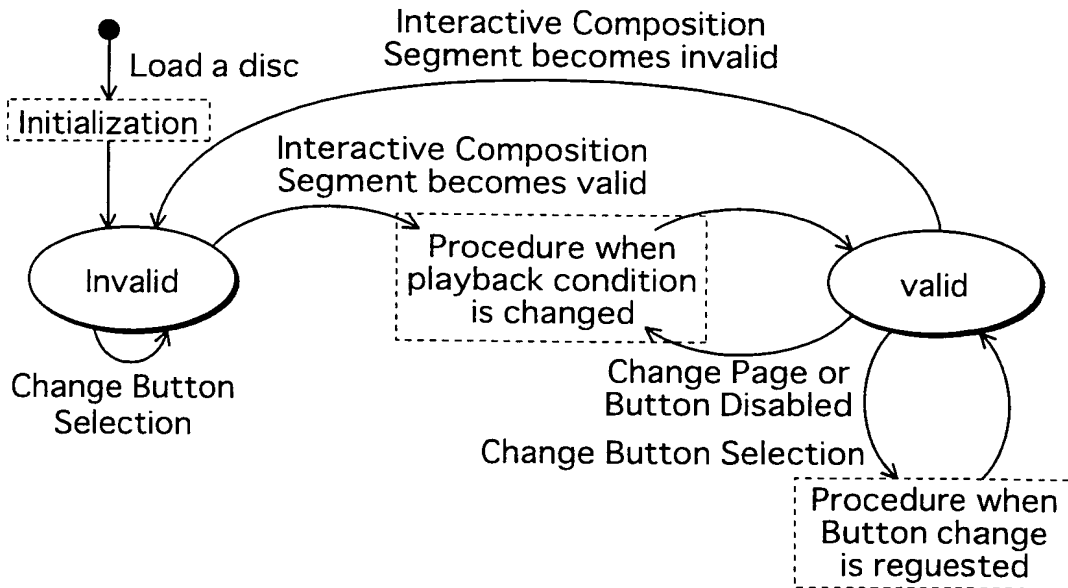 Interactive Composition
Segment becomes invalid
Load a disc
Initialization
Interactive Composition
Segment becomes valid
Procedure when
playback condition
is changed
Invalid
valid
Change Button
Selection
Change Page or
Button Disabled
Change Button Selection
Procedure when
Button change
is reguested